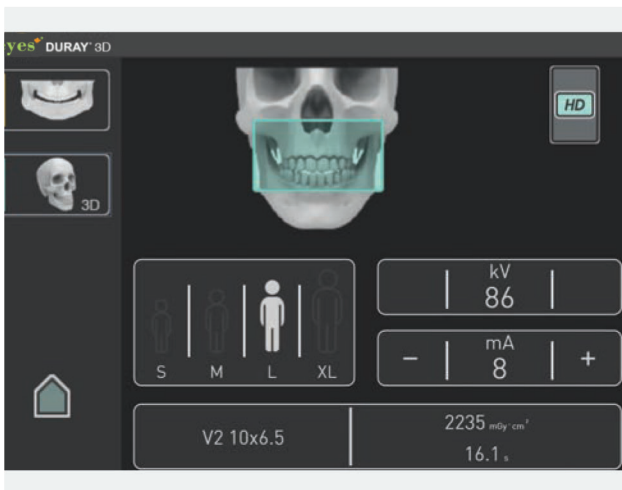 yes DURAY 3D
HD
3D
kV
86
mA
- 8 +
S M L XL
V2 10x6.5
2235 mGy·cm²
16.1 s